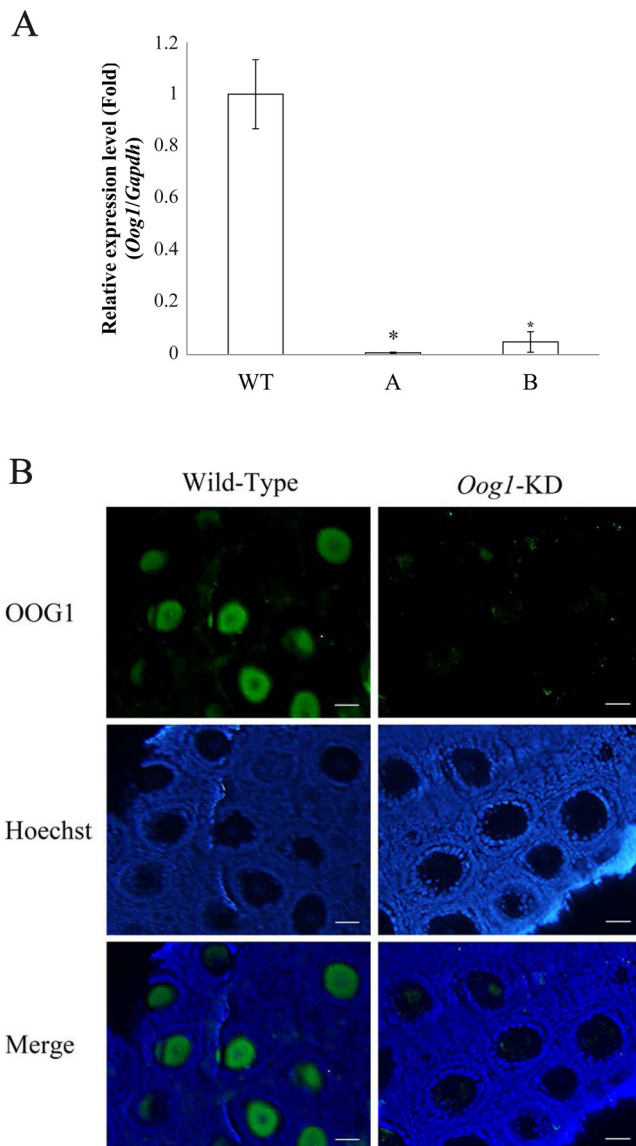 A
Relative expression level (Fold)
(Oog1/Gapdh)
1.2
1
0.8
0.6
0.4
0.2
0
*
*
WT
A
B
B
Wild-Type
Oog1-KD
OOG1
Hoechst
Merge